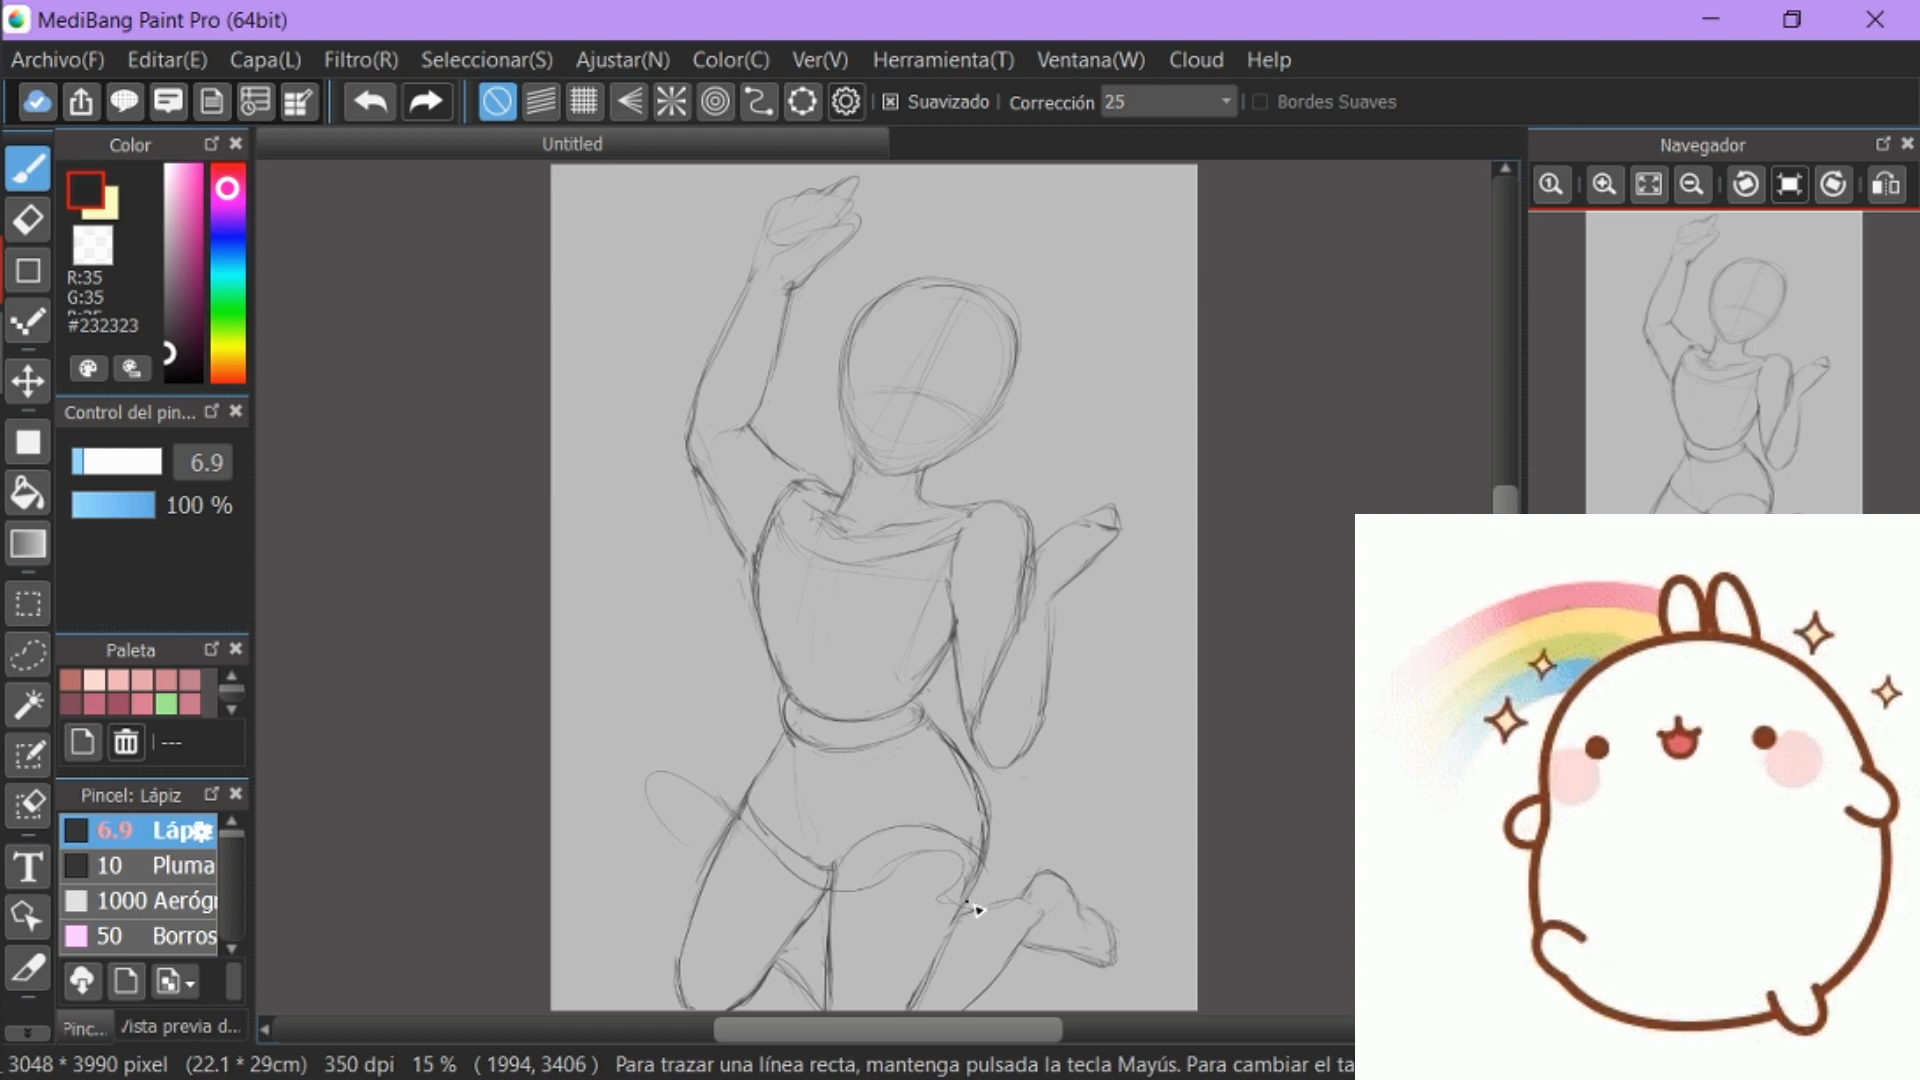 MediBang Paint Pro (64bit)
Archivo(F) Editar(E) Capa(L) Filtro(R) Seleccionar(S) Ajustar(N) Color(C) Ver(V) Herramienta(T) Ventana(W) Cloud Help
Suavizado Corrección 25 Bordes Suaves
Color
Untitled
Navegador
R:35
G:35
#232323
Control del pin...
6.9
100 %
Paleta
---
Pincel: Lápiz
6.9
10 Pluma
1000 Aeróg
50 Borros
Pinc... Vista previa d...
3048 * 3990 pixel (22.1 * 29cm) 350 dpi 15 % ( 1994, 3406 ) Para trazar una línea recta, mantenga pulsada la tecla Mayús. Para cambiar el ta